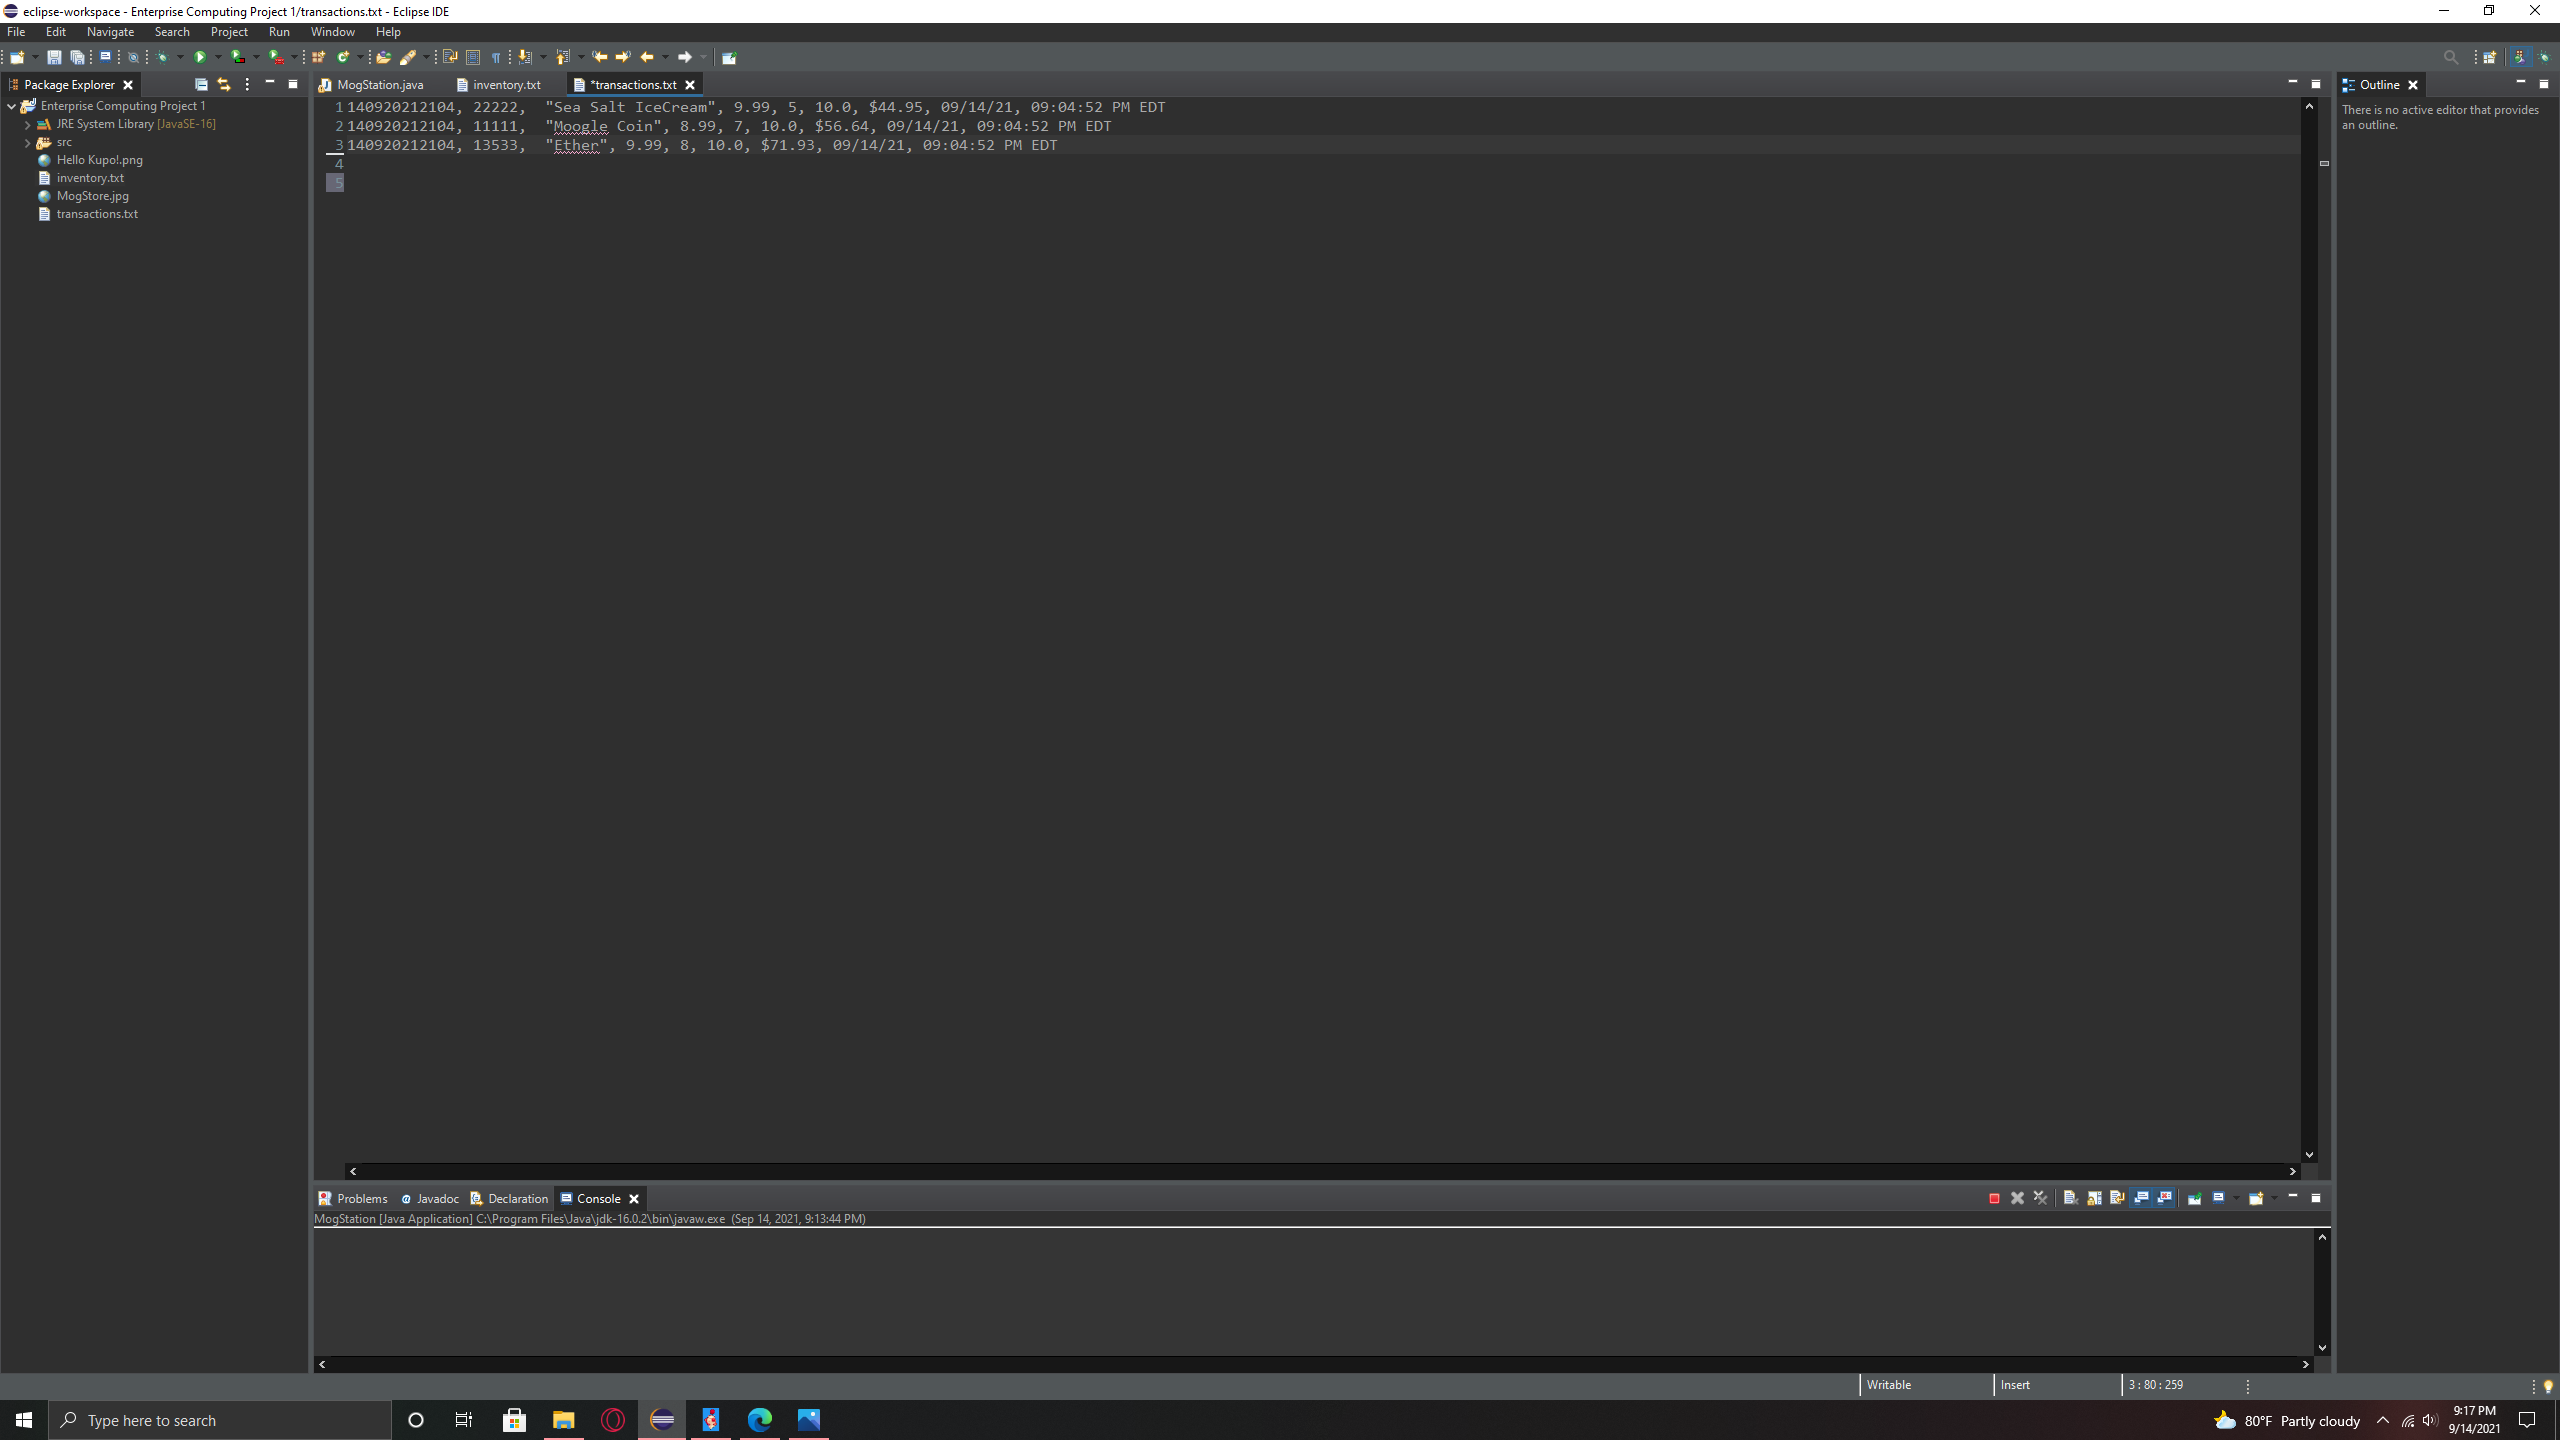 eclipse-workspace - Enterprise Computing Project 1/transactions.txt - Eclipse IDE
File Edit Navigate Search Project Run Window Help
Package Explorer
Enterprise Computing Project 1
JRE System Library [JavaSE-16]
src
Hello Kupo!.png
inventory.txt
MogStore.jpg
transactions.txt
MogStation.java inventory.txt *transactions.txt
1 140920212104, 22222,  "Sea Salt IceCream", 9.99, 5, 10.0, $44.95, 09/14/21, 09:04:52 PM EDT
2 140920212104, 11111,  "Moogle Coin", 8.99, 7, 10.0, $56.64, 09/14/21, 09:04:52 PM EDT
3 140920212104, 13533,  "Ether", 9.99, 8, 10.0, $71.93, 09/14/21, 09:04:52 PM EDT
4
5
Outline
There is no active editor that provides
an outline.
Problems Javadoc Declaration Console
MogStation [Java Application] C:\Program Files\Java\jdk-16.0.2\bin\javaw.exe (Sep 14, 2021, 9:13:44 PM)
Writable Insert 3 : 80 : 259
Type here to search
80°F Partly cloudy
9:17 PM
9/14/2021